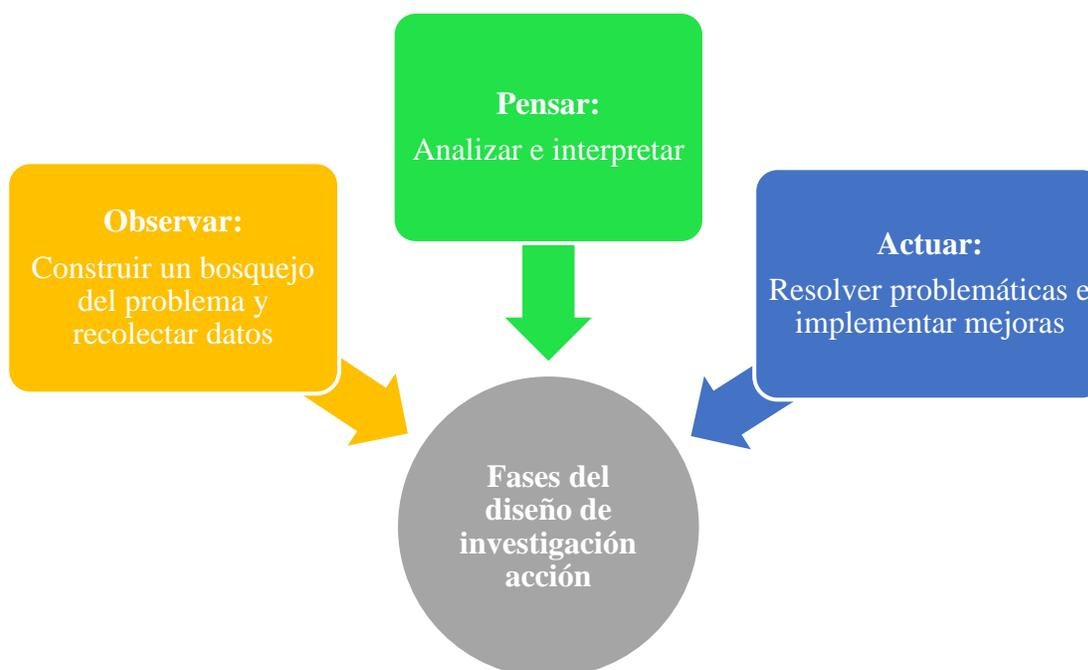 Pensar:
Analizar e interpretar
Observar:
Construir un bosquejo
del problema y
recolectar datos
Actuar:
Resolver problemáticas e
implementar mejoras
Fases del
diseño de
investigación
acción